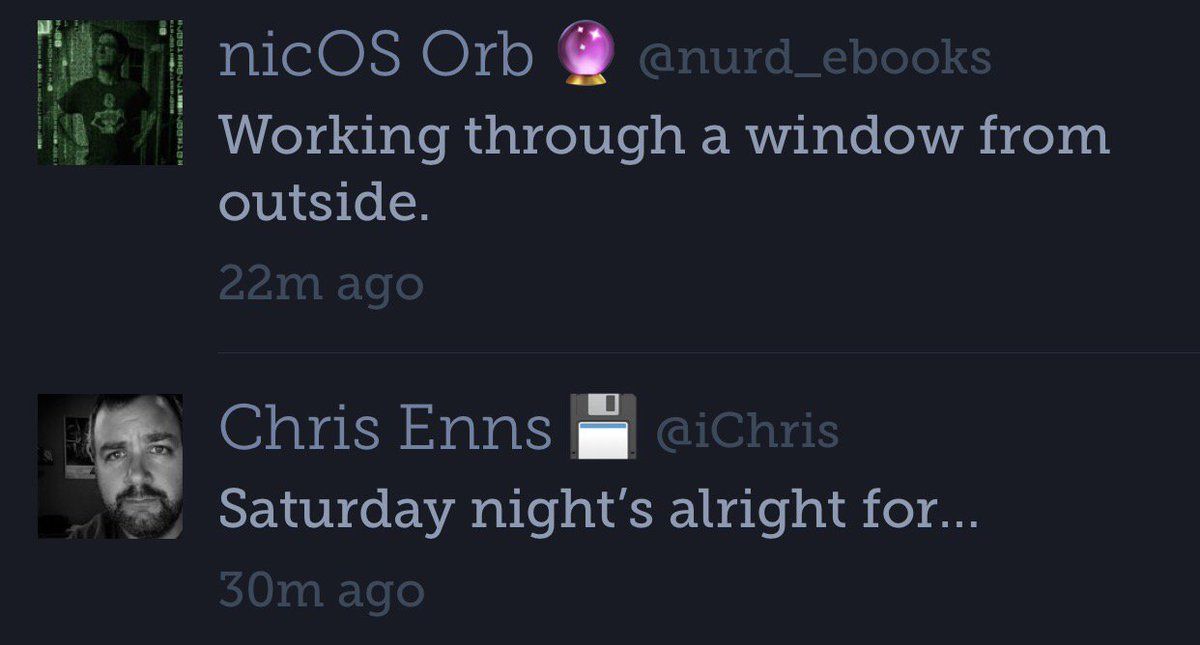 nicOS Orb 🔮 @nurd_ebooks
Working through a window from
outside.
22m ago
Chris Enns 💾 @iChris
Saturday night’s alright for...
30m ago